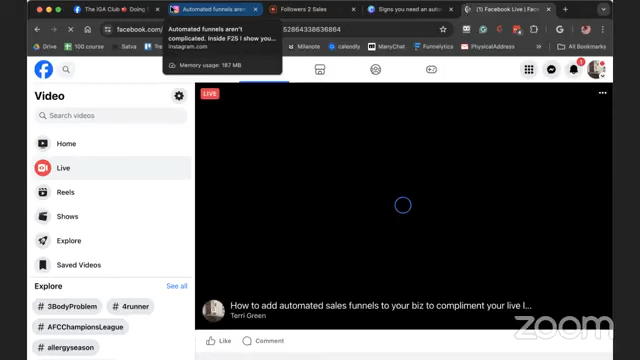 The IGA Club
Doing
Automated funnels aren't
Followers 2 Sales
Signs you need an auto
(1) Facebook Live | Face
facebook.com/
52864338636864
Automated funnels aren't
complicated. Inside F2S I show you...
Instagram.com
Memory usage: 187 MB
Drive
100 course
Samcart
Vi
Milanote
calendly
ManyChat
Funnelytics
PhysicalAddress
All Bookmarks
Video
Search videos
Home
Live
Reels
Shows
Explore
Saved Videos
Explore
See all
# 3BodyProblem
# 4runner
# AFCChampionsLeague
# allergyseason
LIVE
How to add automated sales funnels to your biz to compliment your live l...
Terri Green
Like
Comment
zoom